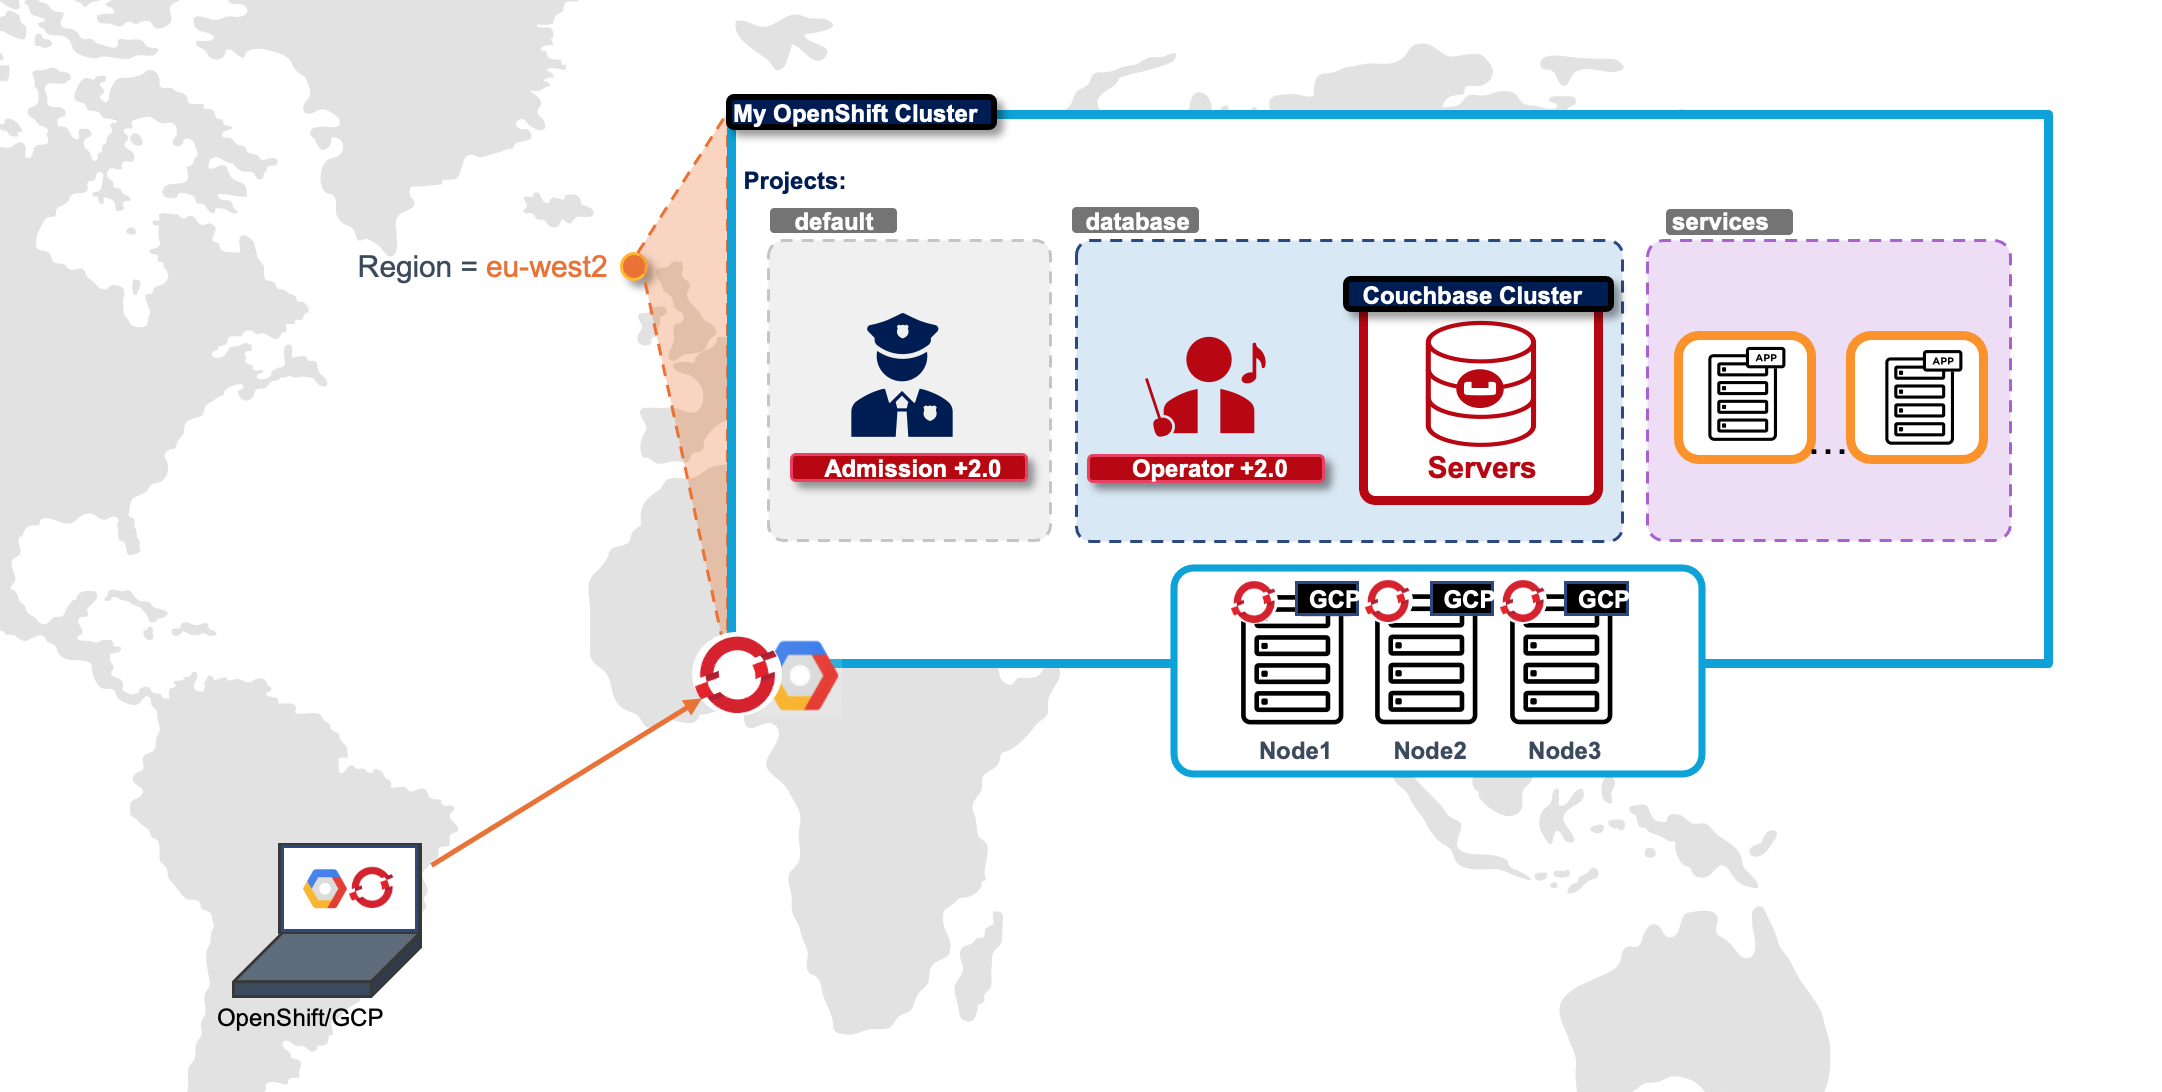 My OpenShift Cluster
Projects:
default
database
services
Region = eu-west2
Couchbase Cluster
APP
APP
Admission +2.0
Operator +2.0
Servers
...
GCP
GCP
GCP
Node1
Node2
Node3
OpenShift/GCP